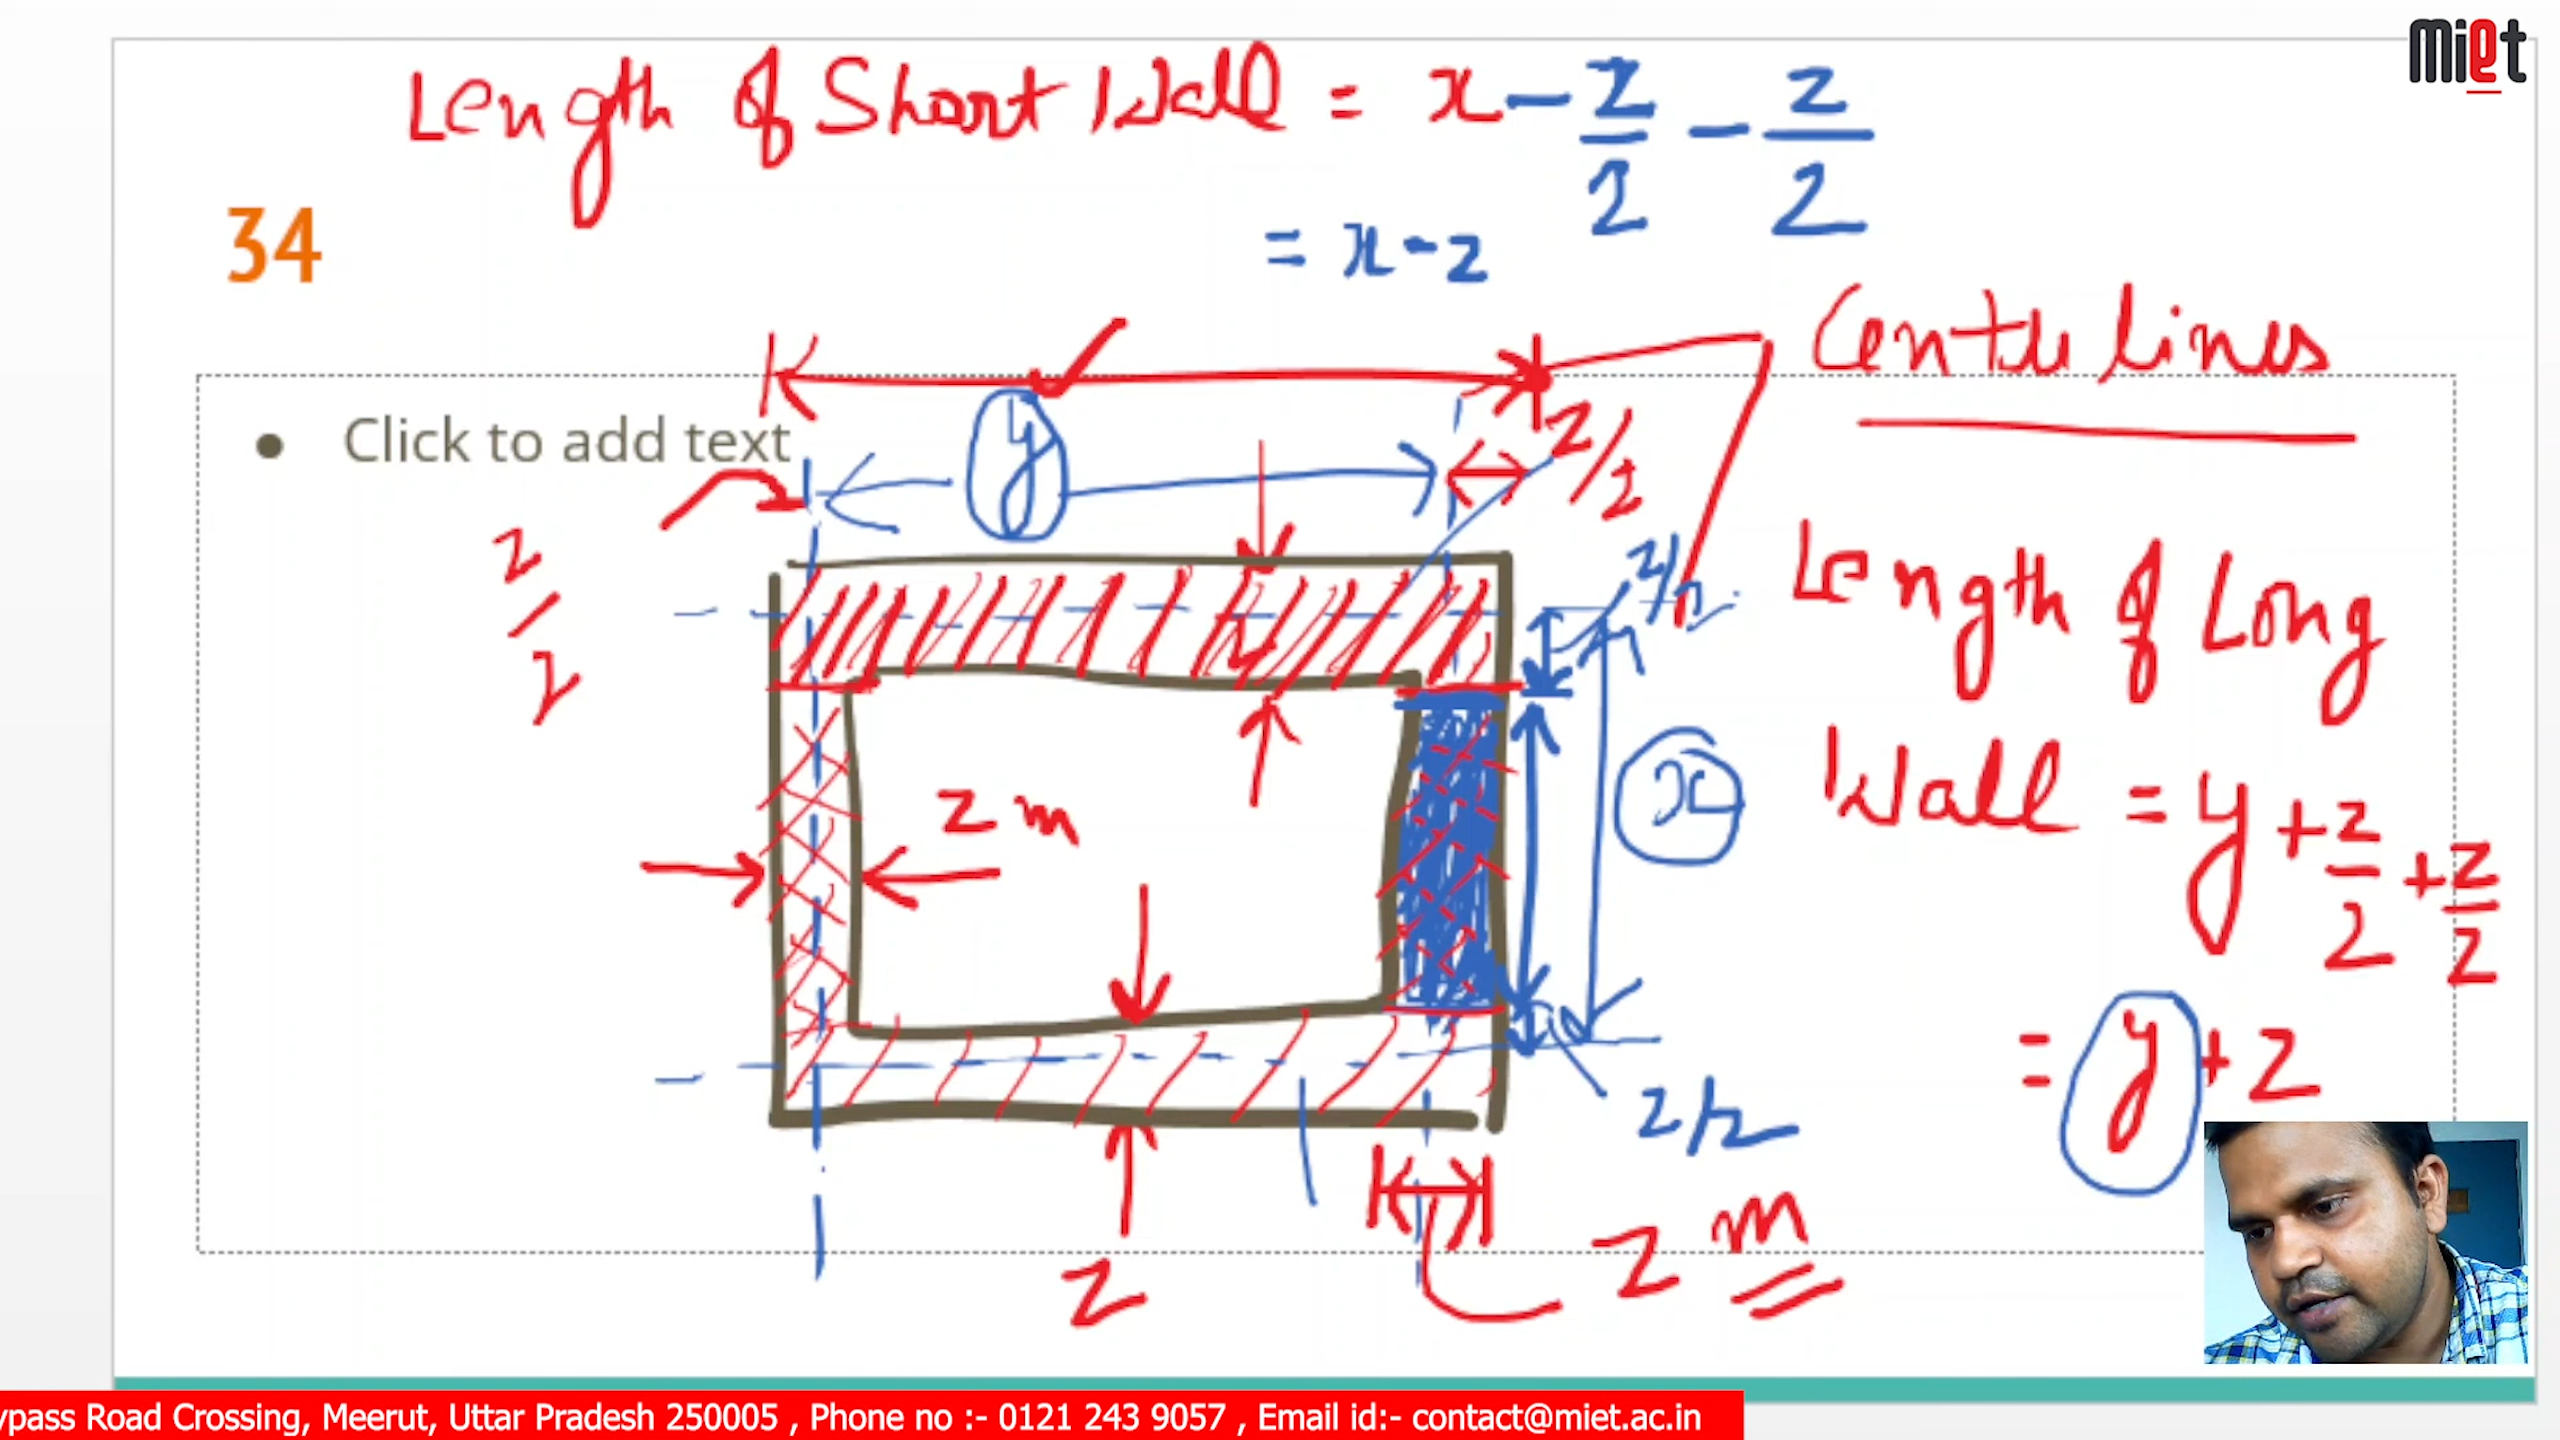 miet
Length of Short Wall = x - z/2 - z/2
= x - z
34
Centre lines
Click to add text
y
z/2
z/2
z/2
Length of Long
Wall = y + z/2 + z/2
x
z m
= y + z
z/2
z m
z
ypass Road Crossing, Meerut, Uttar Pradesh 250005 , Phone no :- 0121 243 9057 , Email id:- contact@miet.ac.in